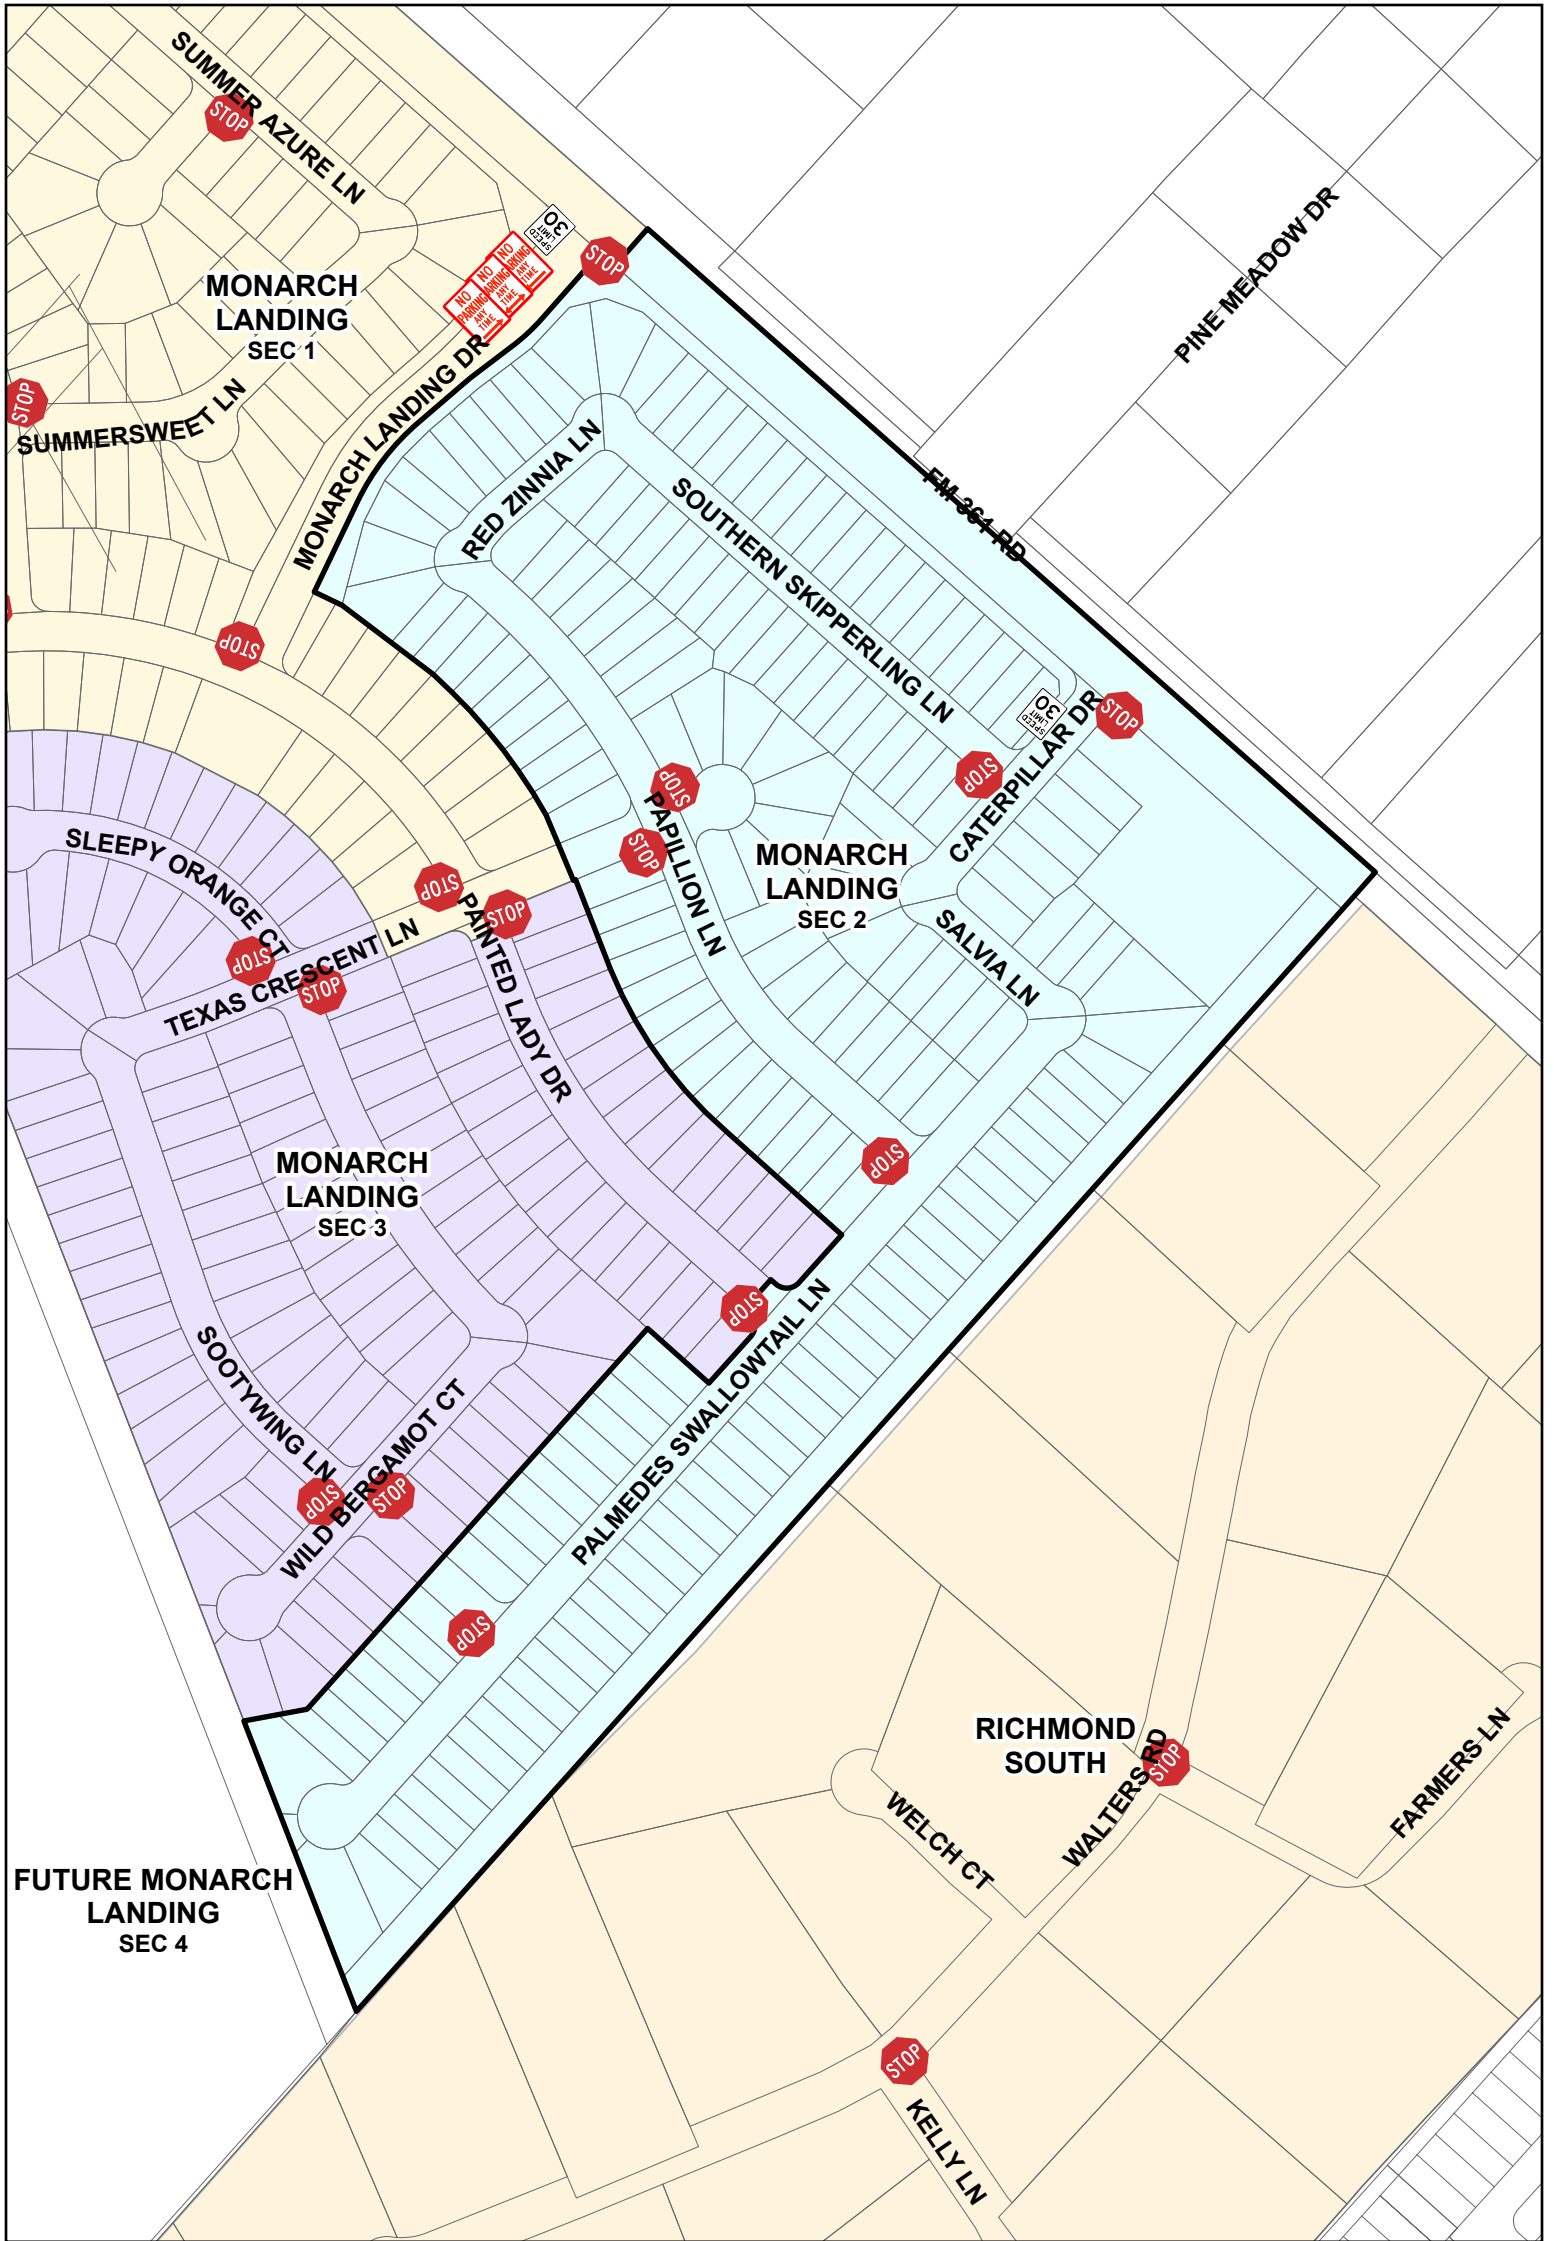 SUMMER AZURE LN
STOP
PINE MEADOW DR
SPEED
LIMIT
30
STOP
NO
PARKING
ANY
TIME
NO
PARKING
ANY
TIME
NO
PARKING
ANY
TIME
MONARCH
LANDING
SEC 1
MONARCH LANDING DR
STOP
SUMMERSWEET LN
RED ZINNIA LN
SOUTHERN SKIPPERLING LN
FM 361 RD
STOP
SPEED
LIMIT
30
STOP
CATERPILLAR DR
STOP
STOP
PAPILLION LN
STOP
MONARCH
LANDING
SEC 2
SALVIA LN
SLEEPY ORANGE CT
STOP
PAINTED LADY DR
STOP
STOP
TEXAS CRESCENT LN
STOP
MONARCH
LANDING
SEC 3
STOP
STOP
PALMEDES SWALLOWTAIL LN
SOOTYWING LN
STOP
WILD BERGAMOT CT
STOP
STOP
RICHMOND
SOUTH
WALTERS RD
STOP
FARMERS LN
WELCH CT
FUTURE MONARCH
LANDING
SEC 4
STOP
KELLY LN